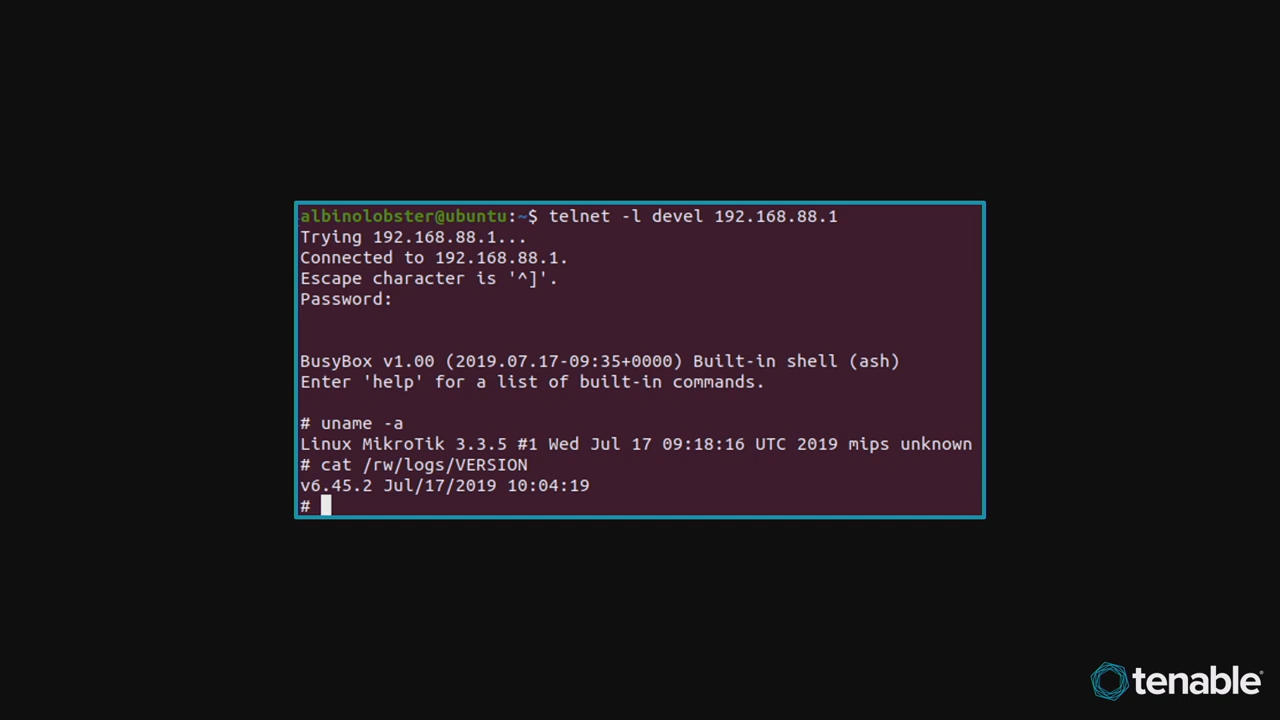 albinolobster@ubuntu:~$ telnet -l devel 192.168.88.1
Trying 192.168.88.1...
Connected to 192.168.88.1.
Escape character is '^]'.
Password:
BusyBox v1.00 (2019.07.17-09:35+0000) Built-in shell (ash)
Enter 'help' for a list of built-in commands.
# uname -a
Linux MikroTik 3.3.5 #1 Wed Jul 17 09:18:16 UTC 2019 mips unknown
# cat /rw/logs/VERSION
v6.45.2 Jul/17/2019 10:04:19
#
tenable